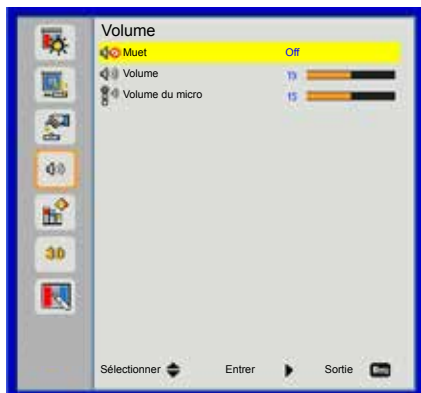 Volume
Muet Off
Volume 15
Volume du micro 15
3D
Sélectionner Entrer Sortie